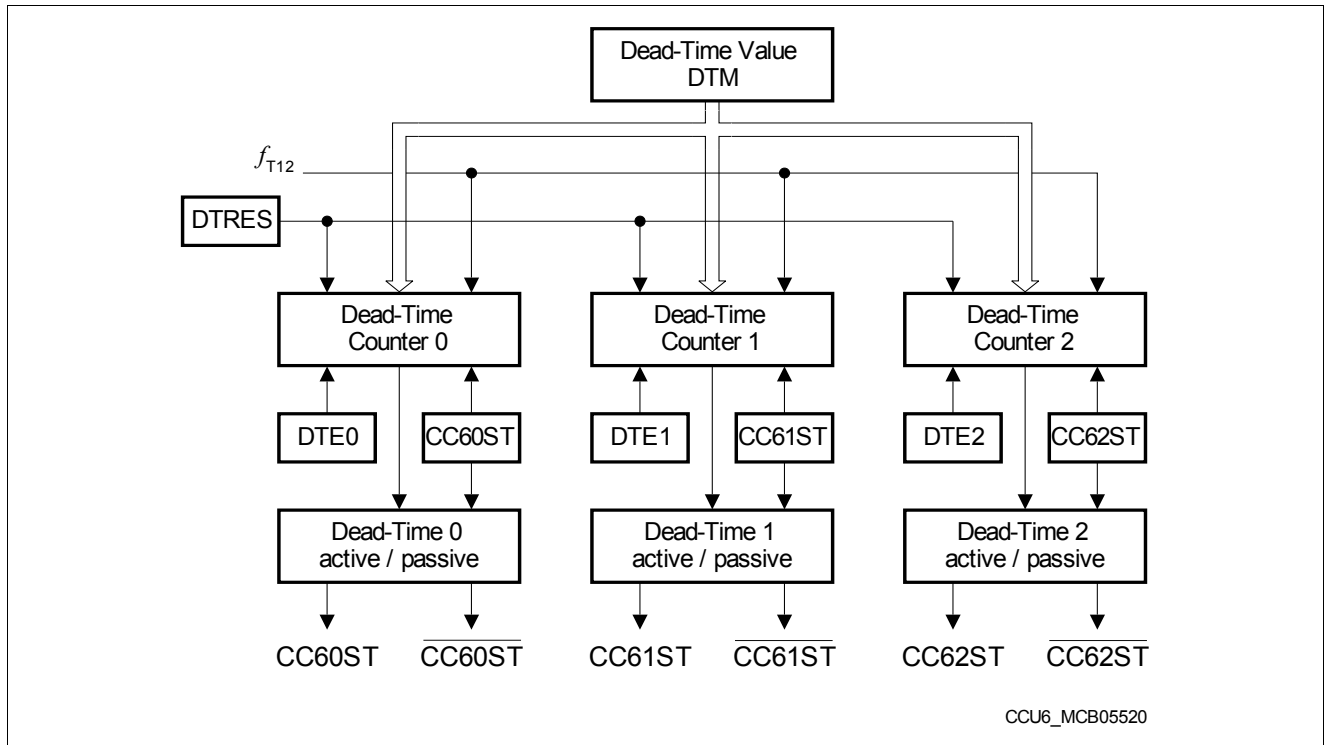 Dead-Time Value
DTM
fT12
DTRES
Dead-Time
Counter 0
Dead-Time
Counter 1
Dead-Time
Counter 2
DTE0
CC60ST
DTE1
CC61ST
DTE2
CC62ST
Dead-Time 0
active / passive
Dead-Time 1
active / passive
Dead-Time 2
active / passive
CC60ST
CC60ST
CC61ST
CC61ST
CC62ST
CC62ST
CCU6_MCB05520